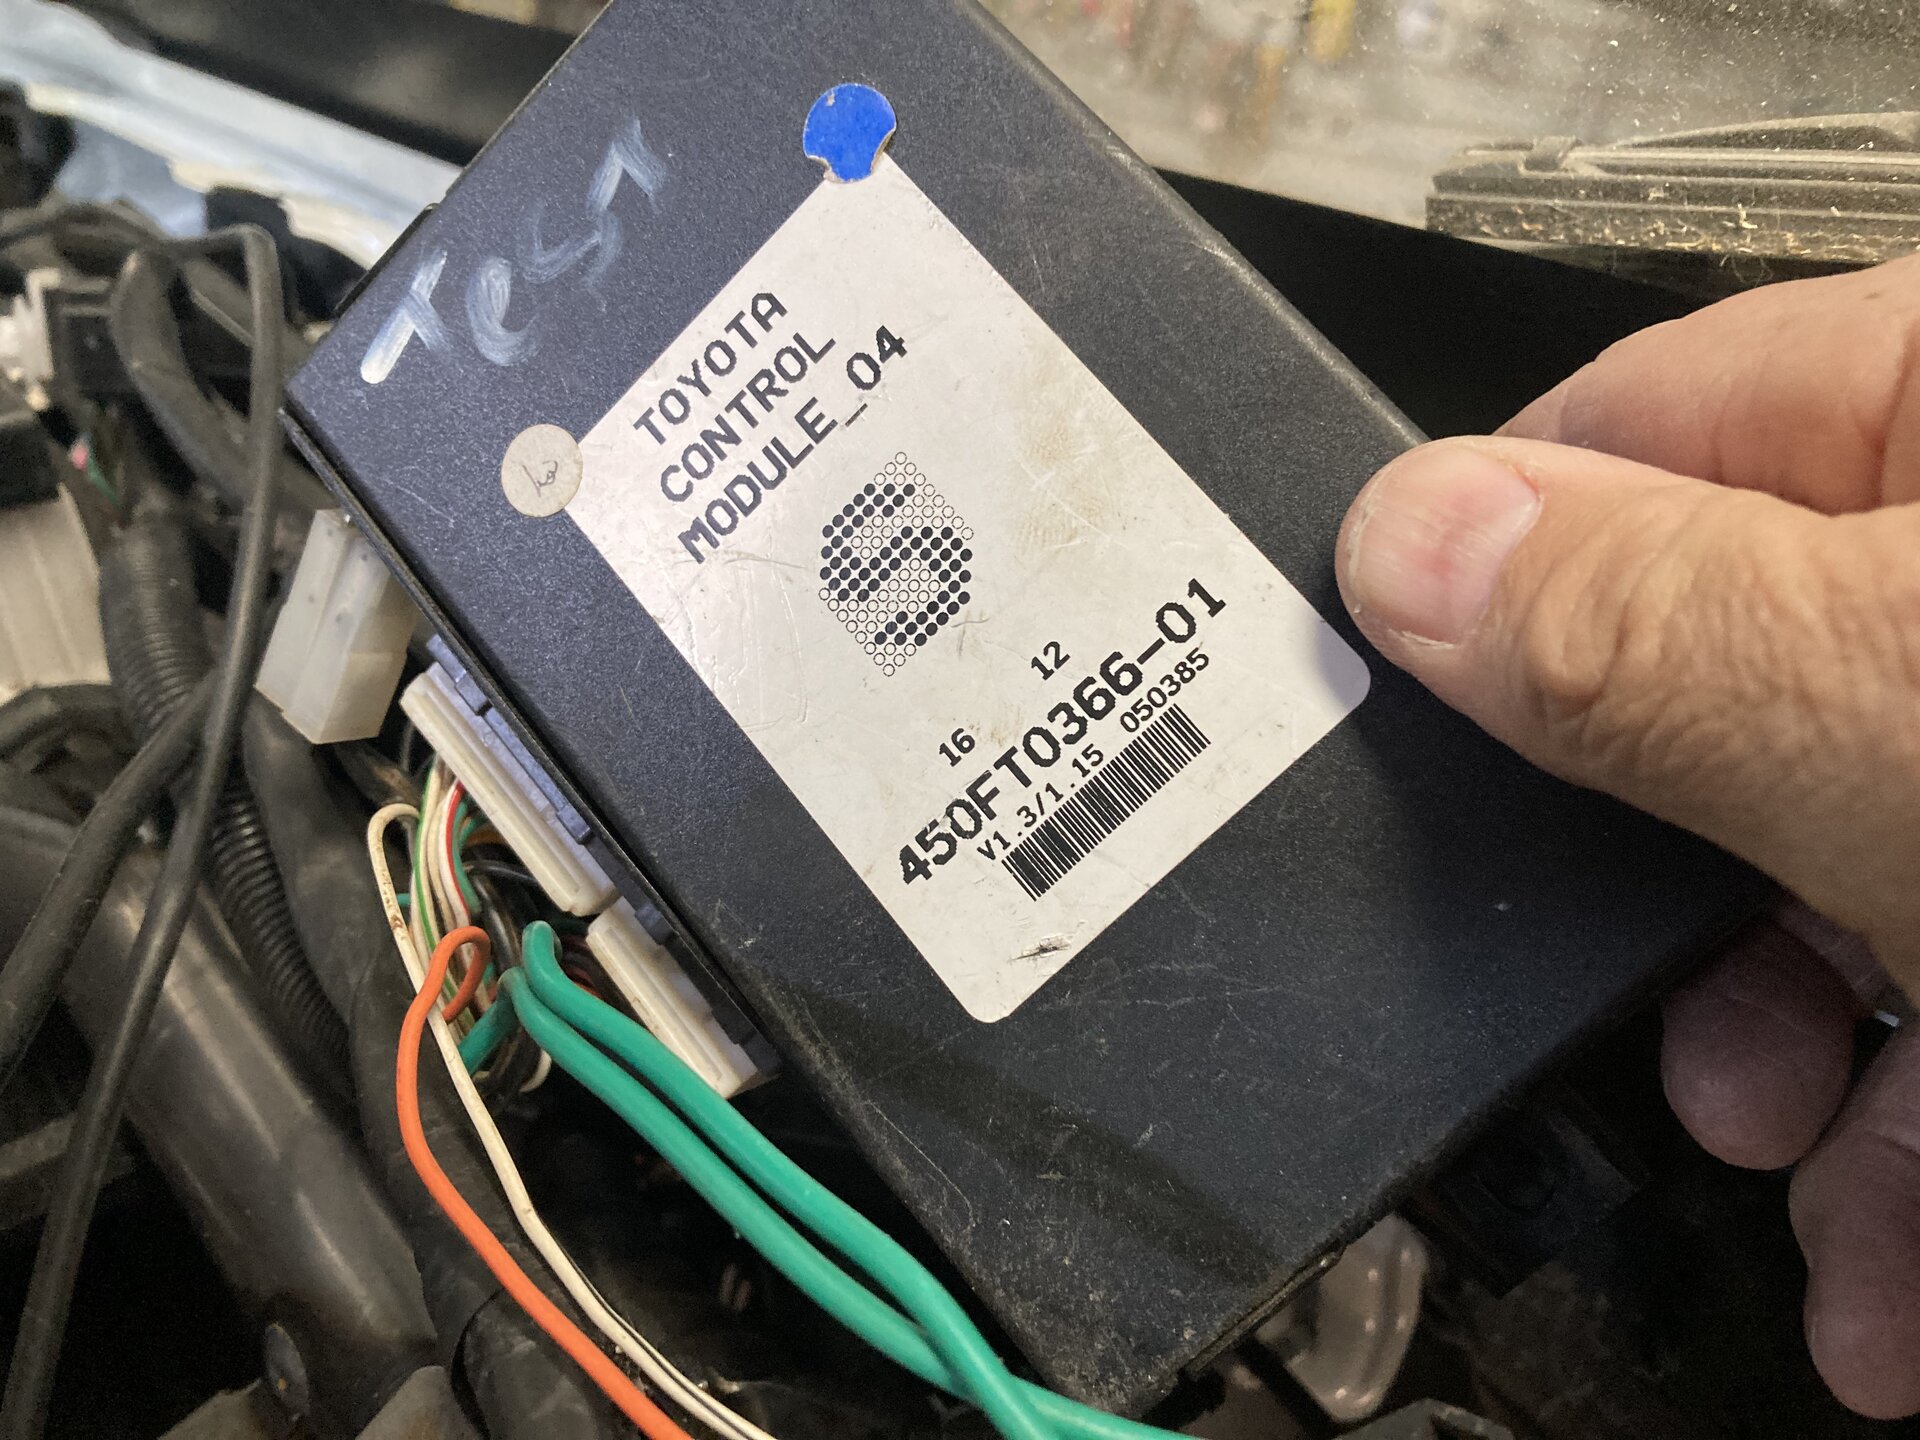 Test
TOYOTA
CONTROL
MODULE_04
16 12
450FT0366-01
V1.3/1.15 050385